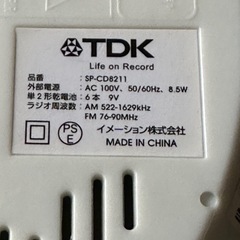 TDK
Life on Record
品番 : SP-CD8211
外部電源 : AC 100V、50/60Hz、8.5W
単2形乾電池 : 6本 9V
ラジオ周波数 : AM 522-1629kHz
FM 76-90MHz
PS
E
イメーション株式会社
MADE IN CHINA